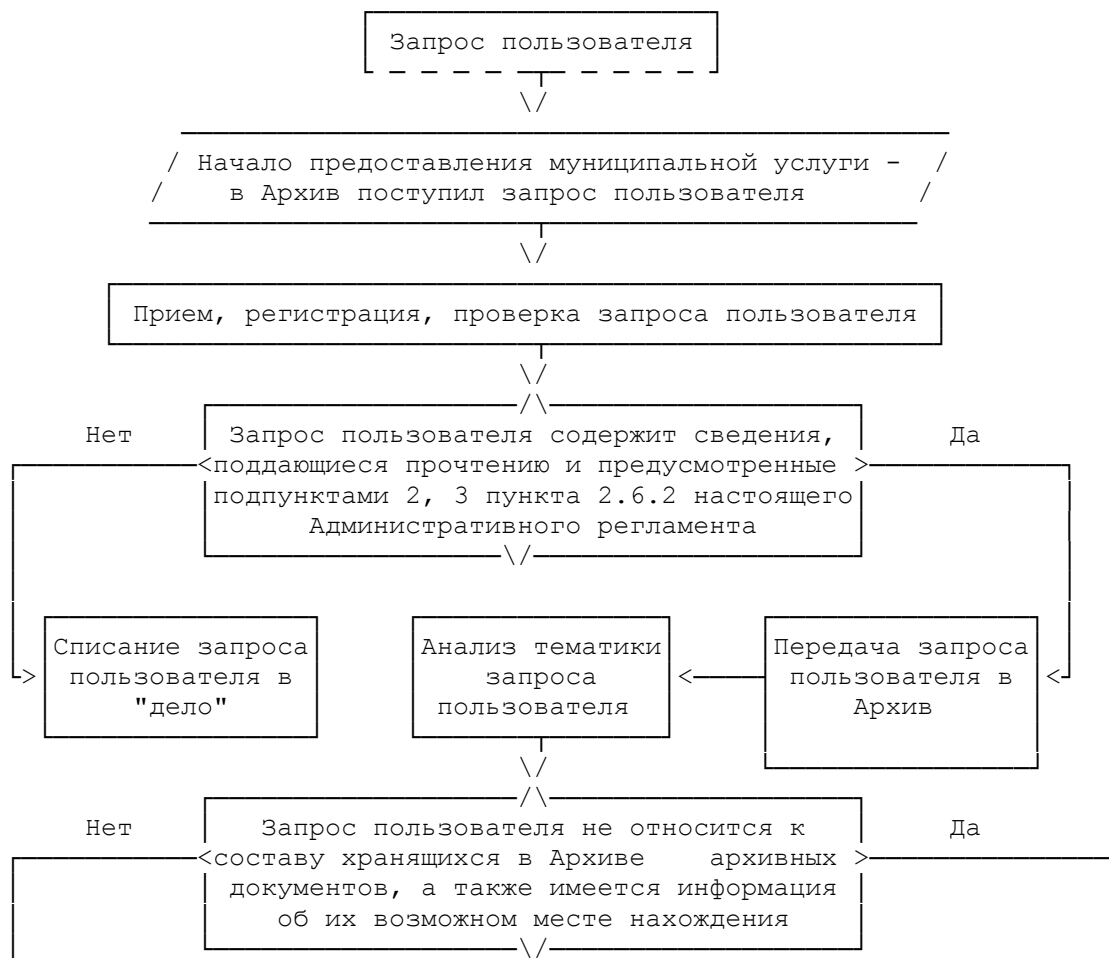 Запрос пользователя
Начало предоставления муниципальной услуги -
в Архив поступил запрос пользователя
Прием, регистрация, проверка запроса пользователя
Нет
Запрос пользователя содержит сведения,
поддающиеся прочтению и предусмотренные
подпунктами 2, 3 пункта 2.6.2 настоящего
Административного регламента
Да
Списание запроса
пользователя в
"дело"
Анализ тематики
запроса
пользователя
Передача запроса
пользователя в
Архив
Нет
Запрос пользователя не относится к
составу хранящихся в Архиве архивных
документов, а также имеется информация
об их возможном месте нахождения
Да